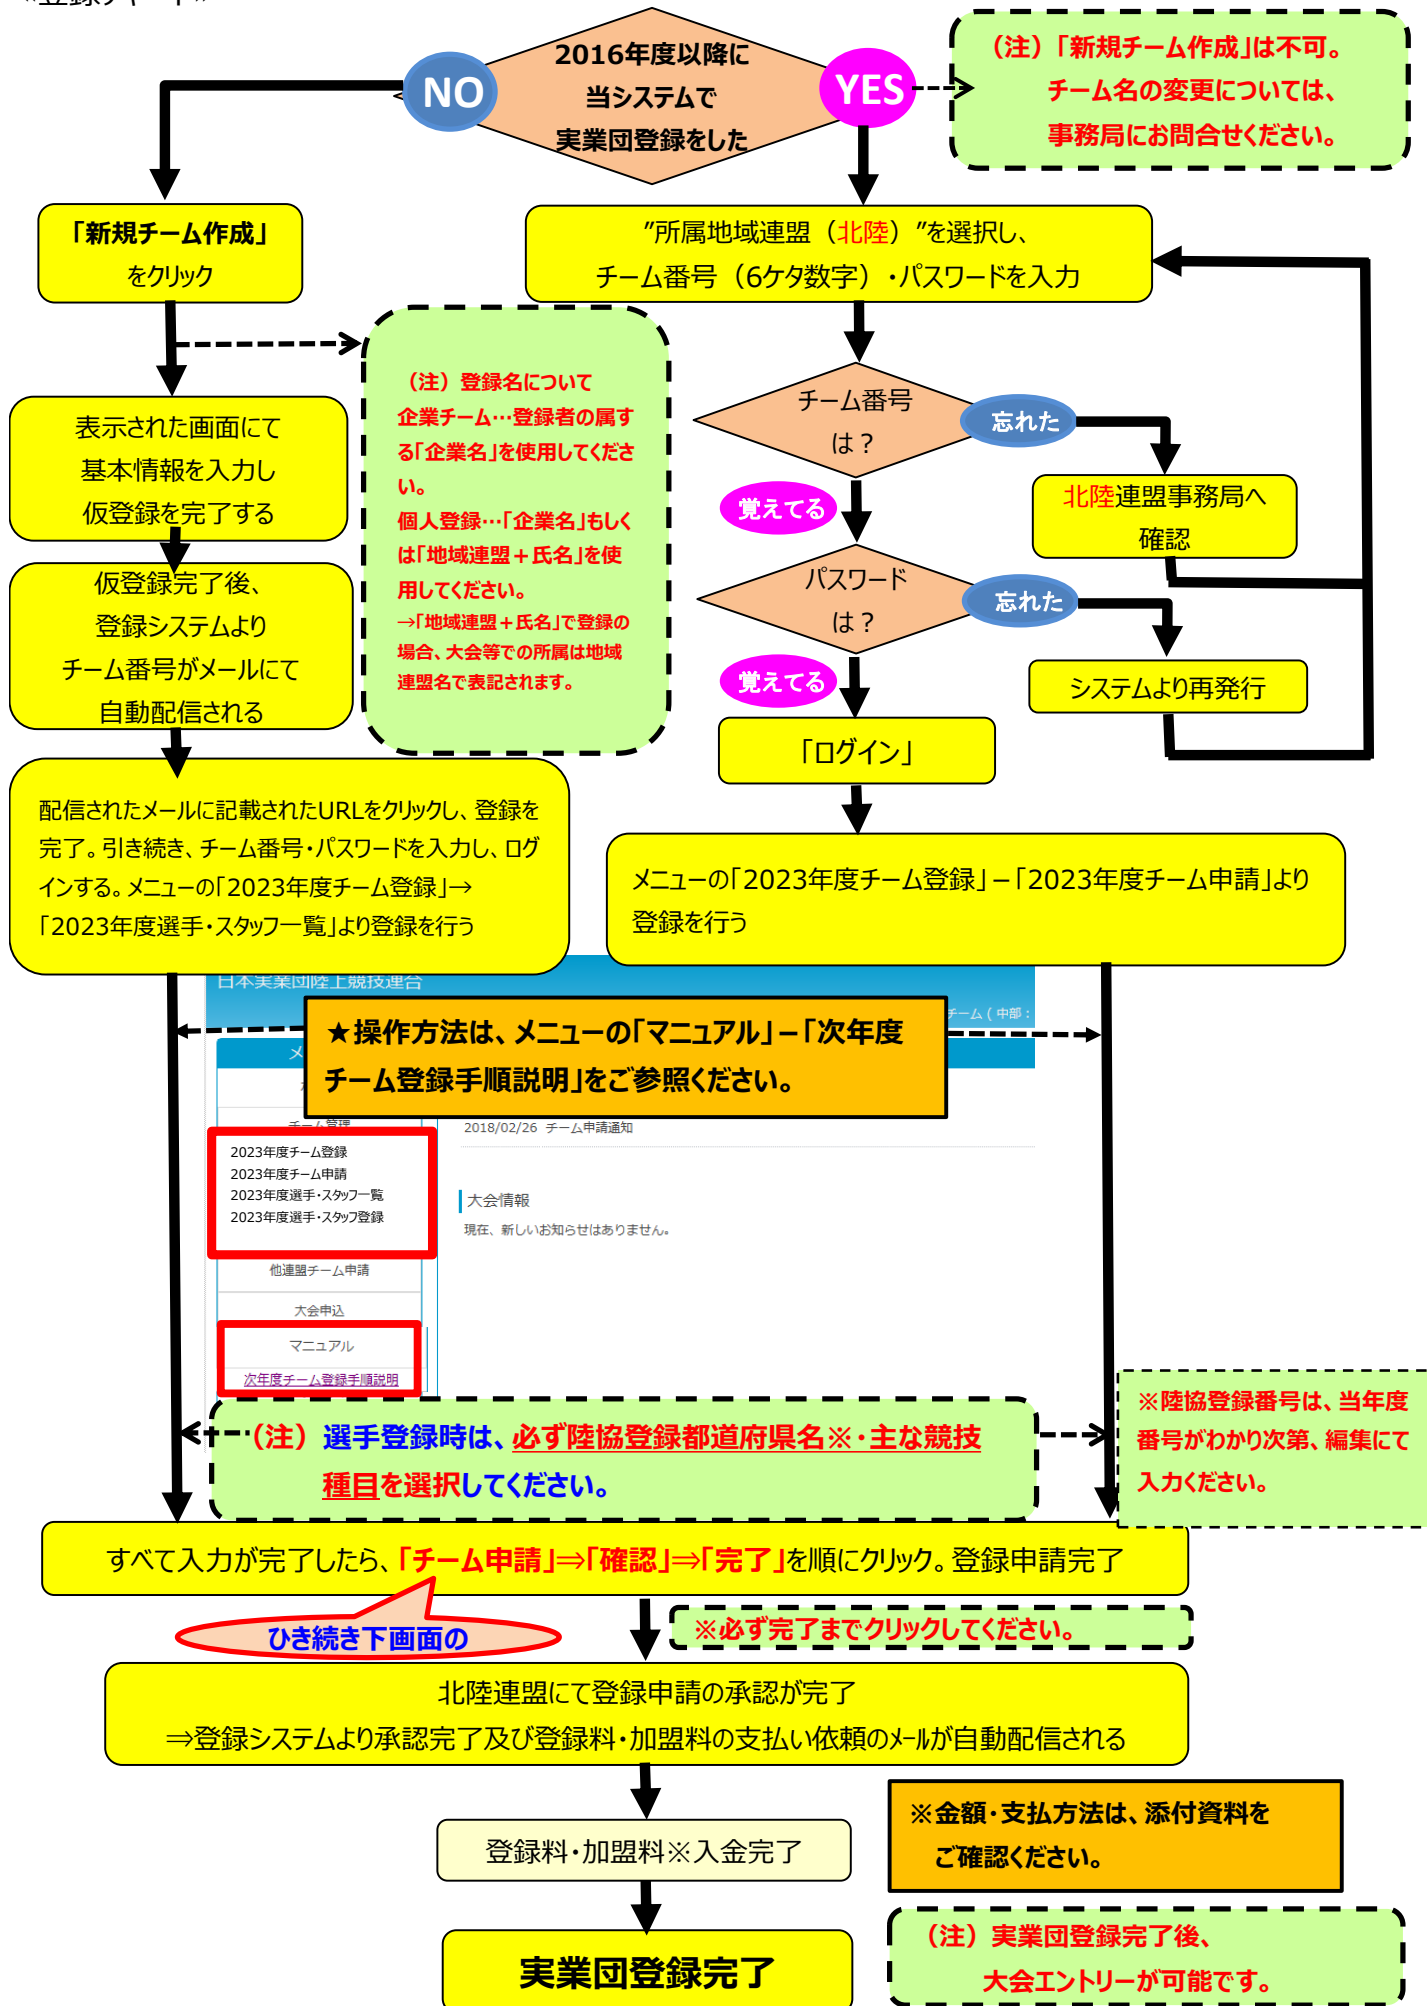 ≪登録チャート≫
2016年度以降に
当システムで
実業団登録をした
NO
YES
（注）「新規チーム作成」は不可。
チーム名の変更については、
事務局にお問合せください。
「新規チーム作成」
をクリック
”所属地域連盟（北陸）”を選択し、
チーム番号（6ケタ数字）・パスワードを入力
（注）登録名について
企業チーム…登録者の属す
る「企業名」を使用してくださ
い。
個人登録…「企業名」もしく
は「地域連盟＋氏名」を使
用してください。
→「地域連盟＋氏名」で登録の
場合、大会等での所属は地域
連盟名で表記されます。
表示された画面にて
基本情報を入力し
仮登録を完了する
チーム番号
は？
忘れた
覚えてる
北陸連盟事務局へ
確認
仮登録完了後、
登録システムより
チーム番号がメールにて
自動配信される
パスワード
は？
忘れた
覚えてる
システムより再発行
「ログイン」
配信されたメールに記載されたURLをクリックし、登録を
完了。引き続き、チーム番号・パスワードを入力し、ログ
インする。メニューの「2023年度チーム登録」→
「2023年度選手・スタッフ一覧」より登録を行う
メニューの「2023年度チーム登録」－「2023年度チーム申請」より
登録を行う
日本実業団陸上競技連合
チーム ( 中部 :
★操作方法は、メニューの「マニュアル」－「次年度
チーム登録手順説明」をご参照ください。
メ
チーム管理
2018/02/26 チーム申請通知
2023年度チーム登録
2023年度チーム申請
2023年度選手・スタッフ一覧
2023年度選手・スタッフ登録
大会情報
現在、新しいお知らせはありません。
他連盟チーム申請
大会申込
マニュアル
次年度チーム登録手順説明
（注）選手登録時は、必ず陸協登録都道府県名※・主な競技
種目を選択してください。
※陸協登録番号は、当年度
番号がわかり次第、編集にて
入力ください。
すべて入力が完了したら、「チーム申請」⇒「確認」⇒「完了」を順にクリック。登録申請完了
ひき続き下画面の
※必ず完了までクリックしてください。
北陸連盟にて登録申請の承認が完了
⇒登録システムより承認完了及び登録料・加盟料の支払い依頼のメールが自動配信される
登録料・加盟料※入金完了
※金額・支払方法は、添付資料を
ご確認ください。
実業団登録完了
（注）実業団登録完了後、
大会エントリーが可能です。